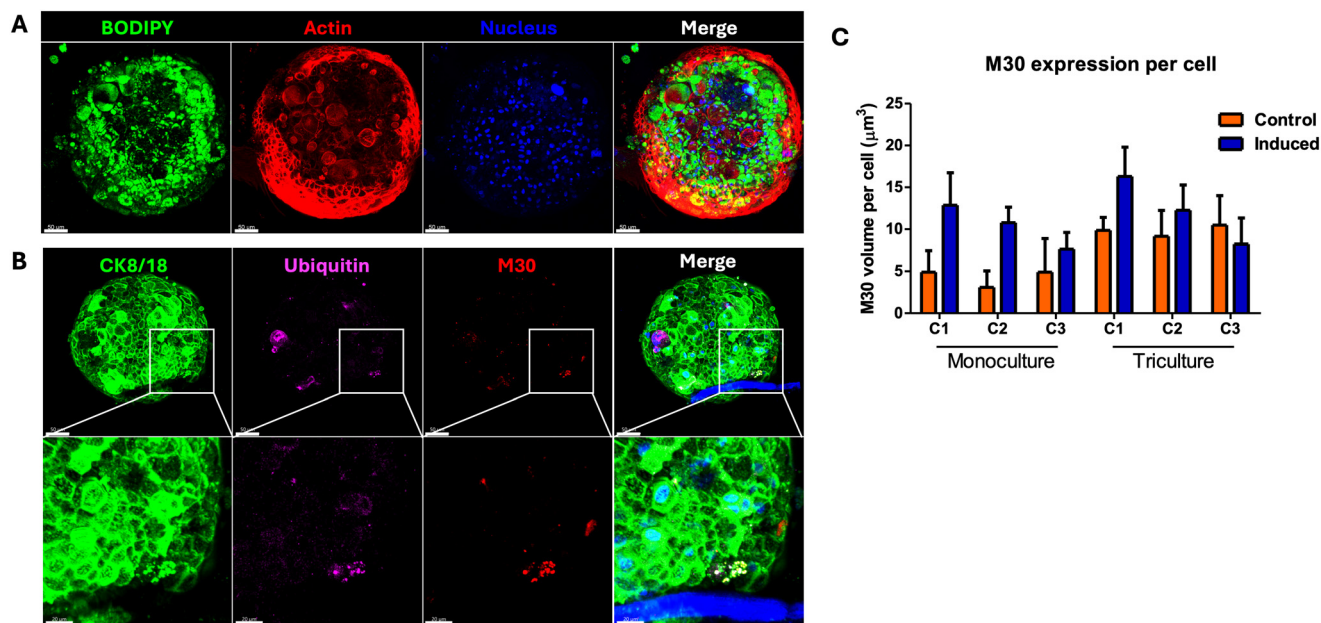 A
BODIPY Actin Nucleus Merge
50 µm 50 µm 50 µm 50 µm
B
CK8/18 Ubiquitin M30 Merge
50 µm 50 µm 50 µm 50 µm
20 µm 20 µm 20 µm 20 µm
C
M30 expression per cell
M30 volume per cell (µm³)
Control
Induced
25
20
15
10
5
0
C1 C2 C3 C1 C2 C3
Monoculture Triculture